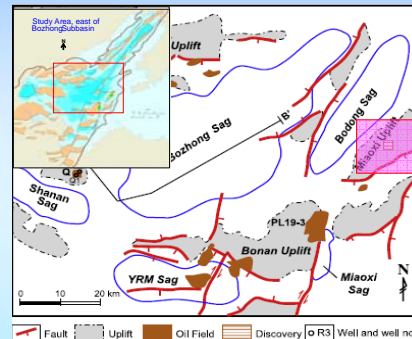 Study Area, east of
BozhongSubbasin
N
Uplift
Bozhong Sag
B'
Bodong Sag
Miaoxi Uplift
Q
Shanan
Sag
PL19-3
Bonan Uplift
YRM Sag
Miaoxi
Sag
N
0 10 20 km
Fault Uplift Oil Field Discovery R3 Well and well no